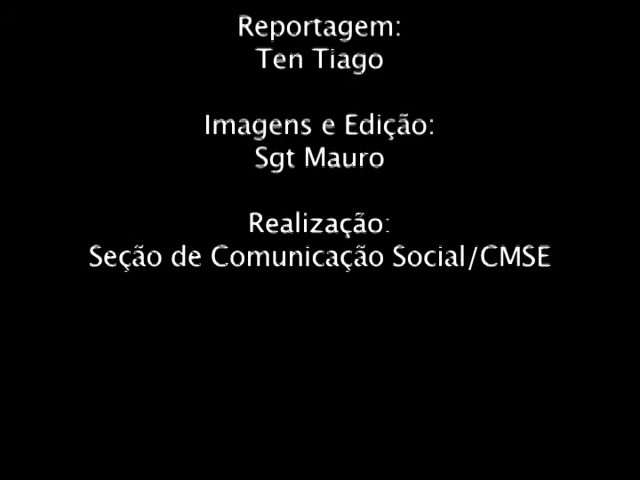 Reportagem:
Ten Tiago
Imagens e Edição:
Sgt Mauro
Realização:
Seção de Comunicação Social/CMSE